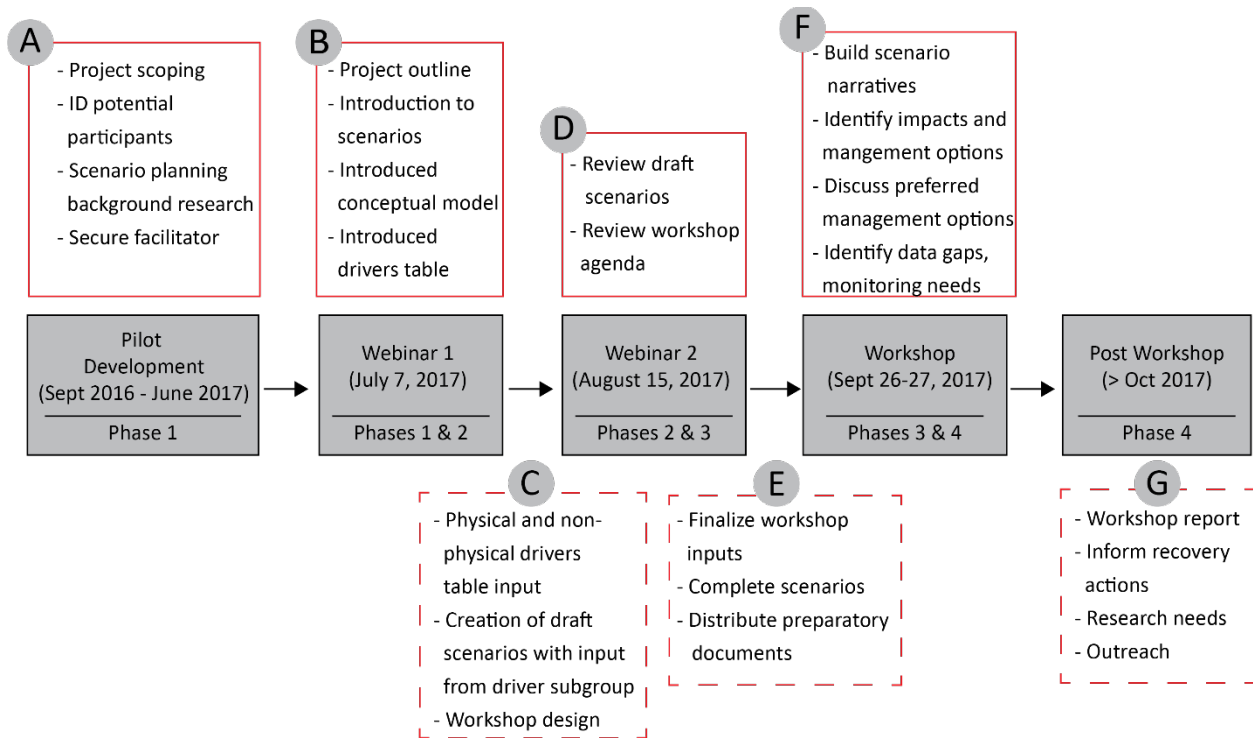 A
- Project scoping
- ID potential
participants
- Scenario planning
background research
- Secure facilitator
B
- Project outline
- Introduction to
scenarios
- Introduced
conceptual model
- Introduced
drivers table
D
- Review draft
scenarios
- Review workshop
agenda
F
- Build scenario
narratives
- Identify impacts and
mangement options
- Discuss preferred
management options
- Identify data gaps,
monitoring needs
Pilot
Development
(Sept 2016 - June 2017)
Phase 1
Webinar 1
(July 7, 2017)
Phases 1 & 2
Webinar 2
(August 15, 2017)
Phases 2 & 3
Workshop
(Sept 26-27, 2017)
Phases 3 & 4
Post Workshop
(> Oct 2017)
Phase 4
C
- Physical and non-
physical drivers
table input
- Creation of draft
scenarios with input
from driver subgroup
- Workshop design
E
- Finalize workshop
inputs
- Complete scenarios
- Distribute preparatory
documents
G
- Workshop report
- Inform recovery
actions
- Research needs
- Outreach